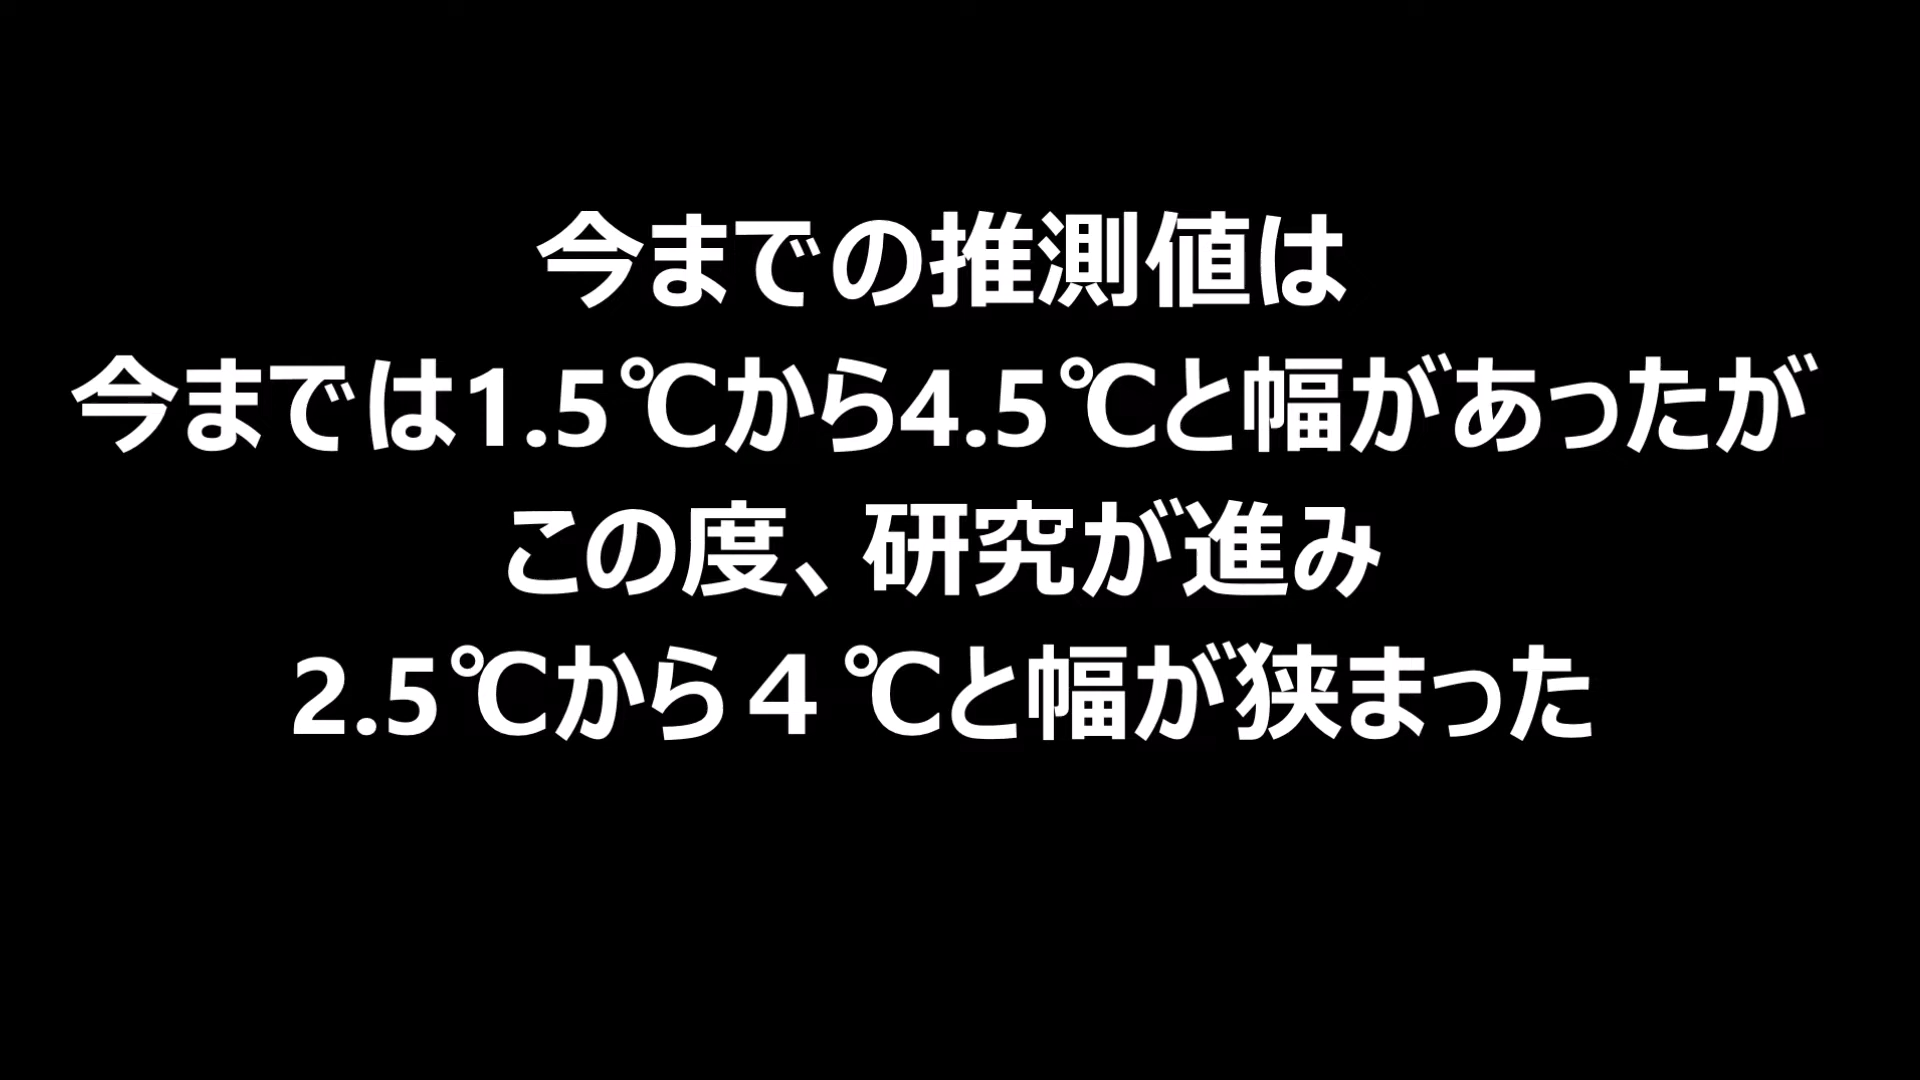 今までの推測値は
今までは1.5℃から4.5℃と幅があったが
この度、研究が進み
2.5℃から４℃と幅が狭まった